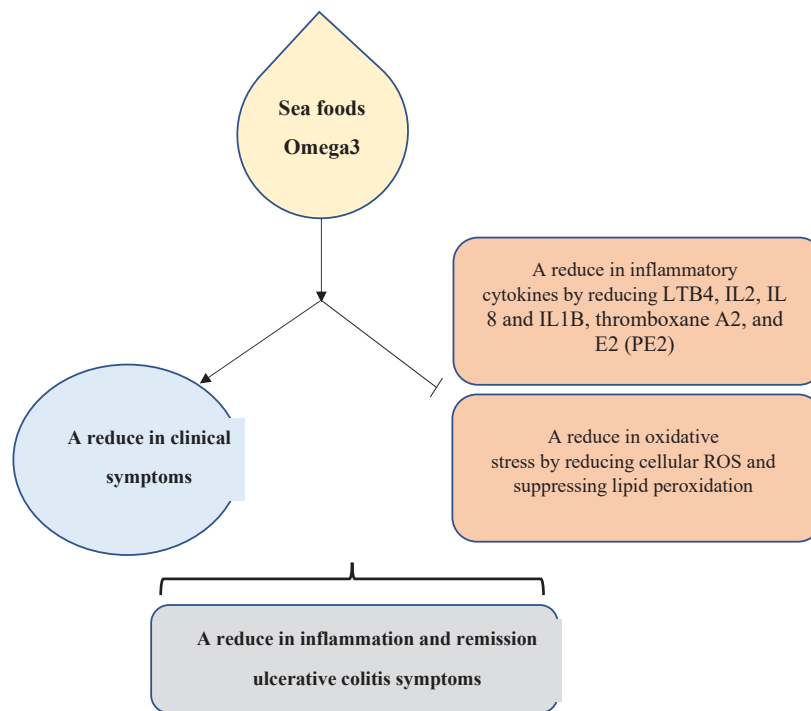 Sea foods
Omega3
A reduce in inflammatory
cytokines by reducing LTB4, IL2, IL
8 and IL1B, thromboxane A2, and
E2 (PE2)
A reduce in clinical
symptoms
A reduce in oxidative
stress by reducing cellular ROS and
suppressing lipid peroxidation
A reduce in inflammation and remission
ulcerative colitis symptoms